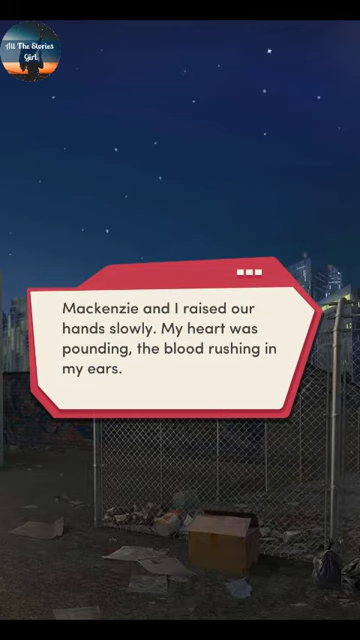 All The Stories
Girl
Mackenzie and I raised our
hands slowly. My heart was
pounding, the blood rushing in
my ears.